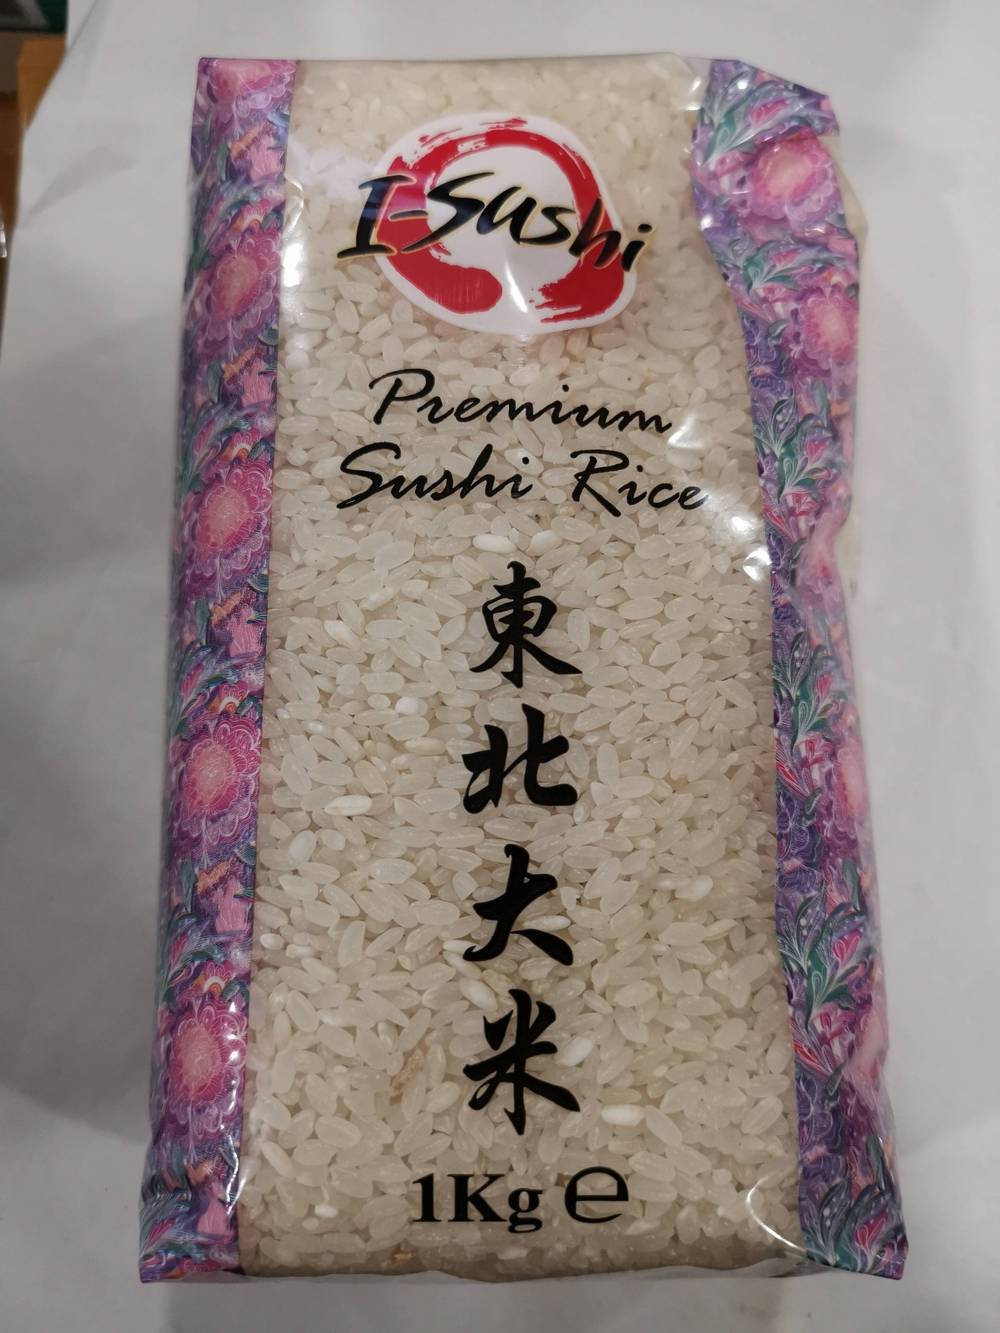 I-Sushi
Premium
Sushi Rice
東
北
大
米
1Kg ℮